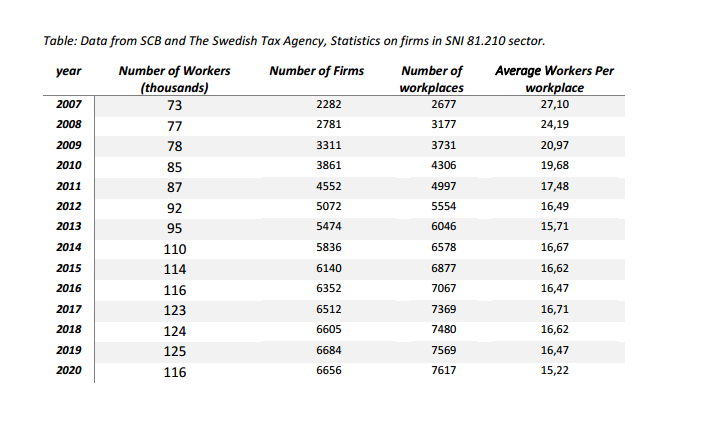 Table: Data from SCB and The Swedish Tax Agency, Statistics on firms in SNI 81.210 sector.
year Number of Workers Number of Firms Number of Average Workers Per
(thousands) workplaces workplace
2007 73 2282 2677 27,10
2008 77 2781 3177 24,19
2009 78 3311 3731 20,97
2010 85 3861 4306 19,68
2011 87 4552 4997 17,48
2012 92 5072 5554 16,49
2013 95 5474 6046 15,71
2014 110 5836 6578 16,67
2015 114 6140 6877 16,62
2016 116 6352 7067 16,47
2017 123 6512 7369 16,71
2018 124 6605 7480 16,62
2019 125 6684 7569 16,47
2020 116 6656 7617 15,22